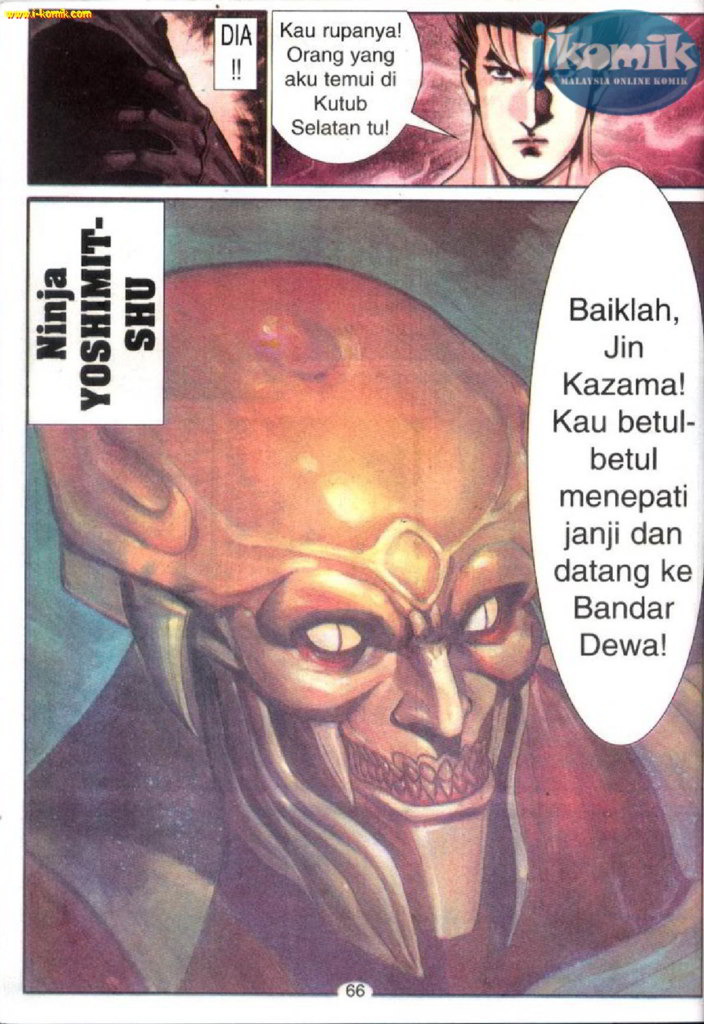 www.i-komik.com
DIA
!!
Kau rupanya!
Orang yang
aku temui di
Kutub
Selatan tu!
ikomik
MALAYSIA ONLINE KOMIK
Ninja
YOSHIMIT-
SHU
Baiklah,
Jin
Kazama!
Kau betul-
betul
menepati
janji dan
datang ke
Bandar
Dewa!
66